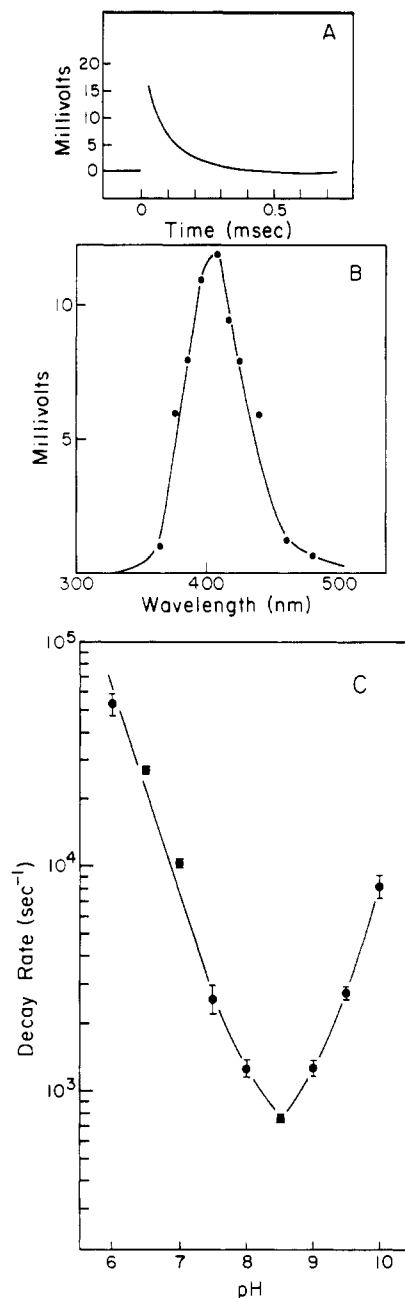 A
20
15
10
5
0
Millivolts
0 0.5
Time (msec)
B
10
5
Millivolts
300 400 500
Wavelength (nm)
C
10⁵
10⁴
10³
Decay Rate (sec⁻¹)
6 7 8 9 10
pH